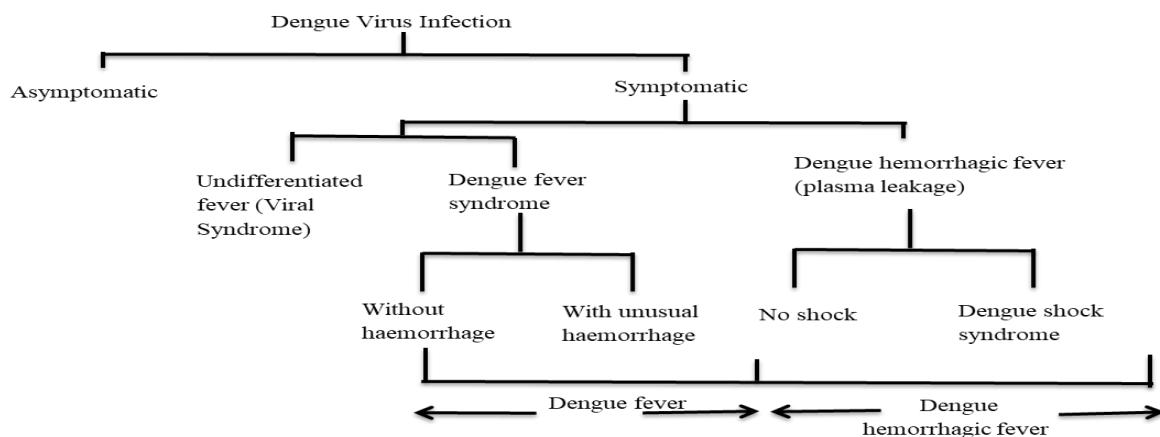 Dengue Virus Infection
Asymptomatic
Symptomatic
Undifferentiated
fever (Viral
Syndrome)
Dengue fever
syndrome
Dengue hemorrhagic fever
(plasma leakage)
Without
haemorrhage
With unusual
haemorrhage
No shock
Dengue shock
syndrome
Dengue fever
Dengue
hemorrhagic fever